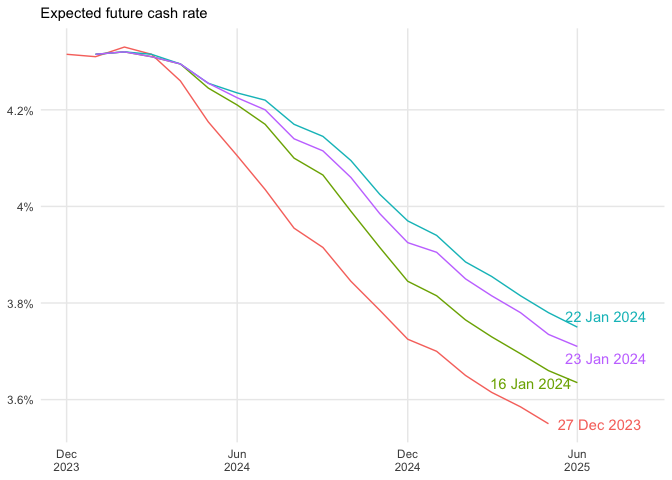 Expected future cash rate
4.2%
4%
3.8%
3.6%
22 Jan 2024
23 Jan 2024
16 Jan 2024
27 Dec 2023
Dec
2023
Jun
2024
Dec
2024
Jun
2025